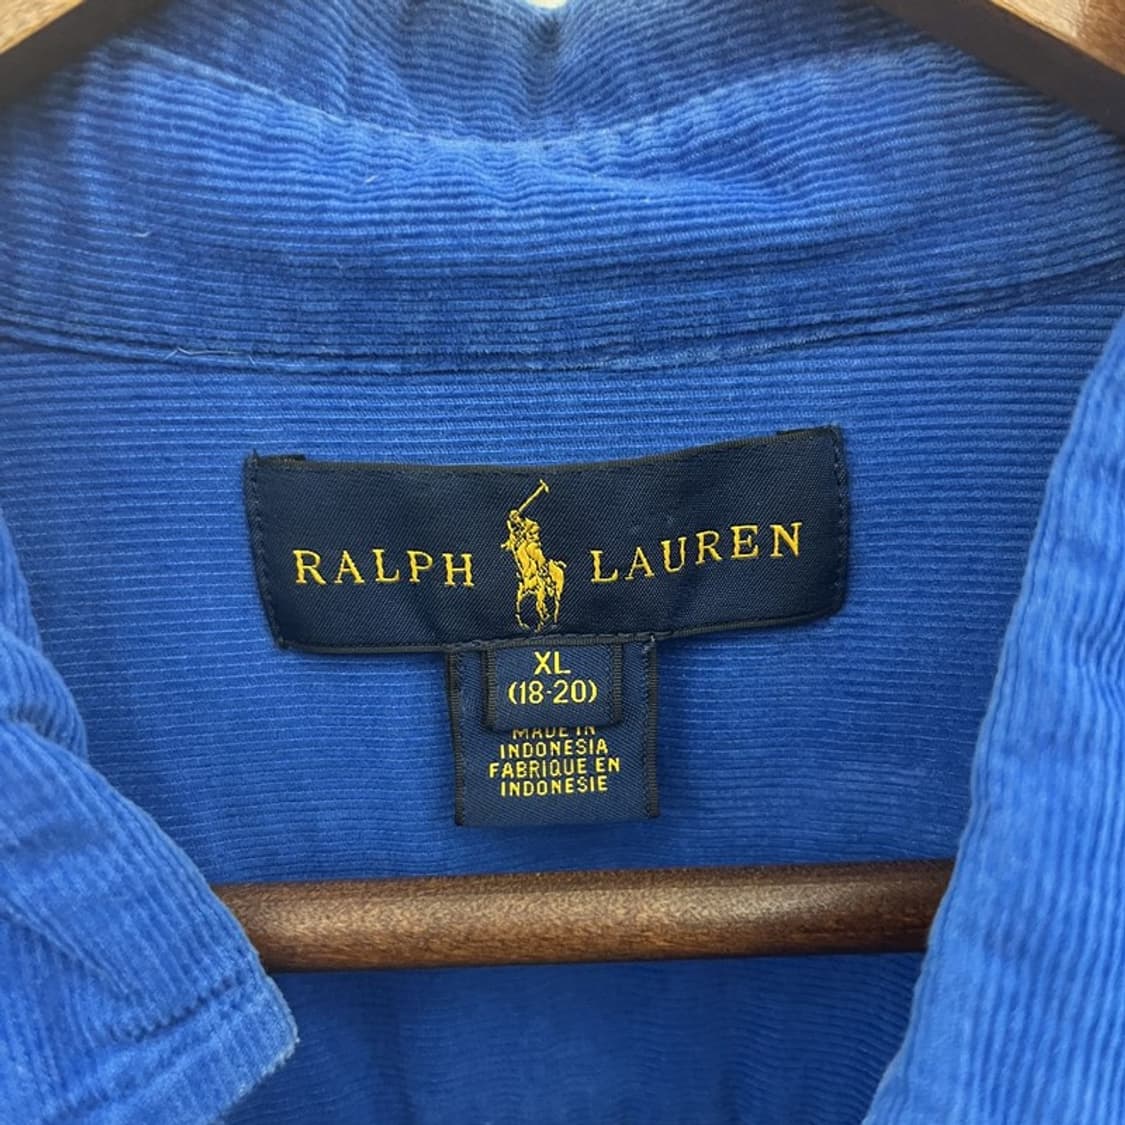 RALPH LAUREN
XL
(18-20)
MADE IN
INDONESIA
FABRIQUE EN
INDONESIE